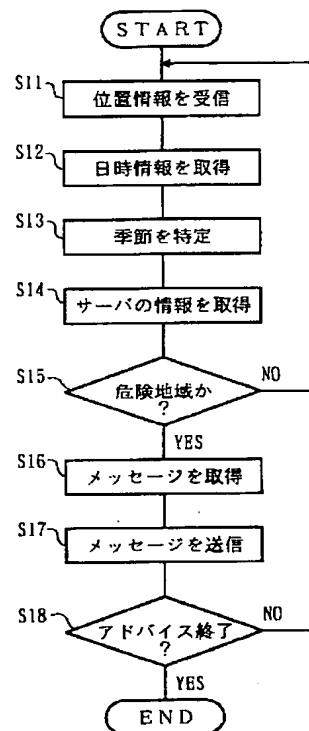 START
S11
位置情報を受信
S12
日時情報を取得
S13
季節を特定
S14
サーバの情報を取得
S15
危険地域か
?
NO
YES
S16
メッセージを取得
S17
メッセージを送信
S18
アドバイス終了
?
NO
YES
END